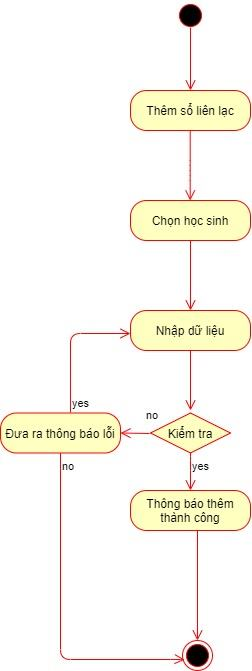 Thêm sổ liên lạc
Chọn học sinh
Nhập dữ liệu
yes
no
Đưa ra thông báo lỗi
Kiểm tra
no
yes
Thông báo thêm
thành công